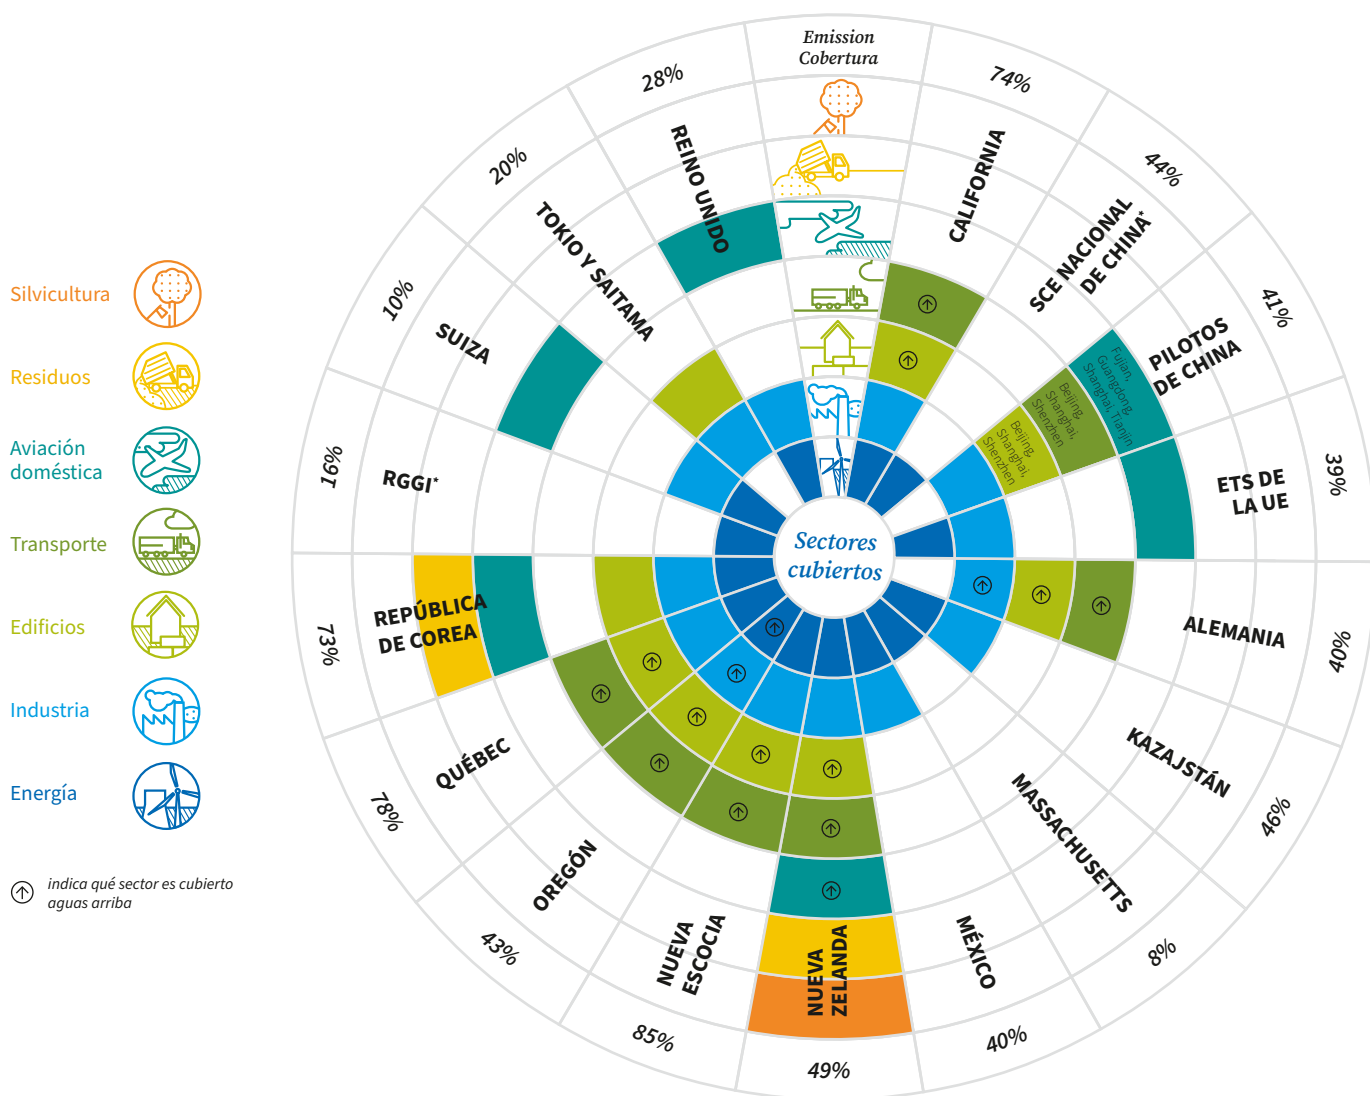 Silvicultura
Residuos
Aviación
doméstica
Transporte
Edificios
Industria
Energía
indica qué sector es cubierto
aguas arriba
Emission
Cobertura
Sectores
cubiertos
74%
CALIFORNIA
44%
SCE NACIONAL
DE CHINA*
41%
PILOTOS
DE CHINA
Fujian,
Guangdong,
Shanghai, Tianjin
Beijing,
Shanghai,
Shenzhen
Beijing,
Shanghai,
Shenzhen
39%
ETS DE
LA UE
40%
ALEMANIA
46%
KAZAJSTÁN
8%
MASSACHUSETTS
40%
MÉXICO
49%
NUEVA
ZELANDA
85%
NUEVA
ESCOCIA
43%
OREGÓN
78%
QUÉBEC
73%
REPÚBLICA
DE COREA
16%
RGGI*
10%
SUIZA
20%
TOKIO Y SAITAMA
28%
REINO UNIDO